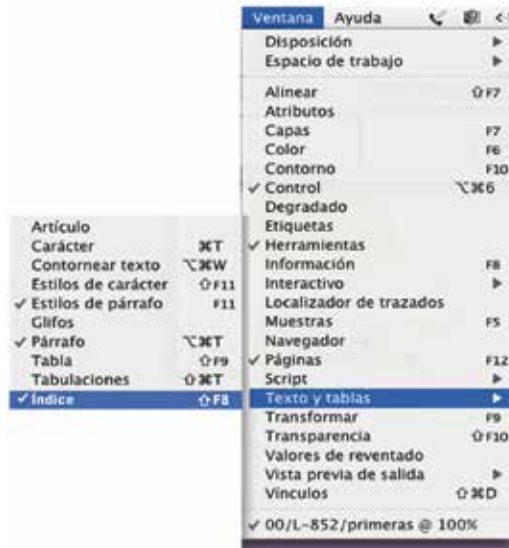 Ventana Ayuda
Disposición
Espacio de trabajo
Alinear ⇧F7
Atributos
Capas F7
Color F6
Contorno F10
✓ Control ⌥⌘6
Degradado
Etiquetas
✓ Herramientas
Información F8
Interactivo
Localizador de trazados
Muestras F5
Navegador
✓ Páginas F12
Script
Texto y tablas
Transformar F9
Transparencia ⇧F10
Valores de reventado
Vista previa de salida
Vínculos ⇧⌘D
✓ 00/L-852/primeras @ 100%
Artículo
Carácter ⌘T
Contornear texto ⌥⌘W
Estilos de carácter ⇧F11
✓ Estilos de párrafo F11
Glifos
✓ Párrafo ⌥⌘T
Tabla ⇧F9
Tabulaciones ⇧⌘T
✓ Índice ⇧F8